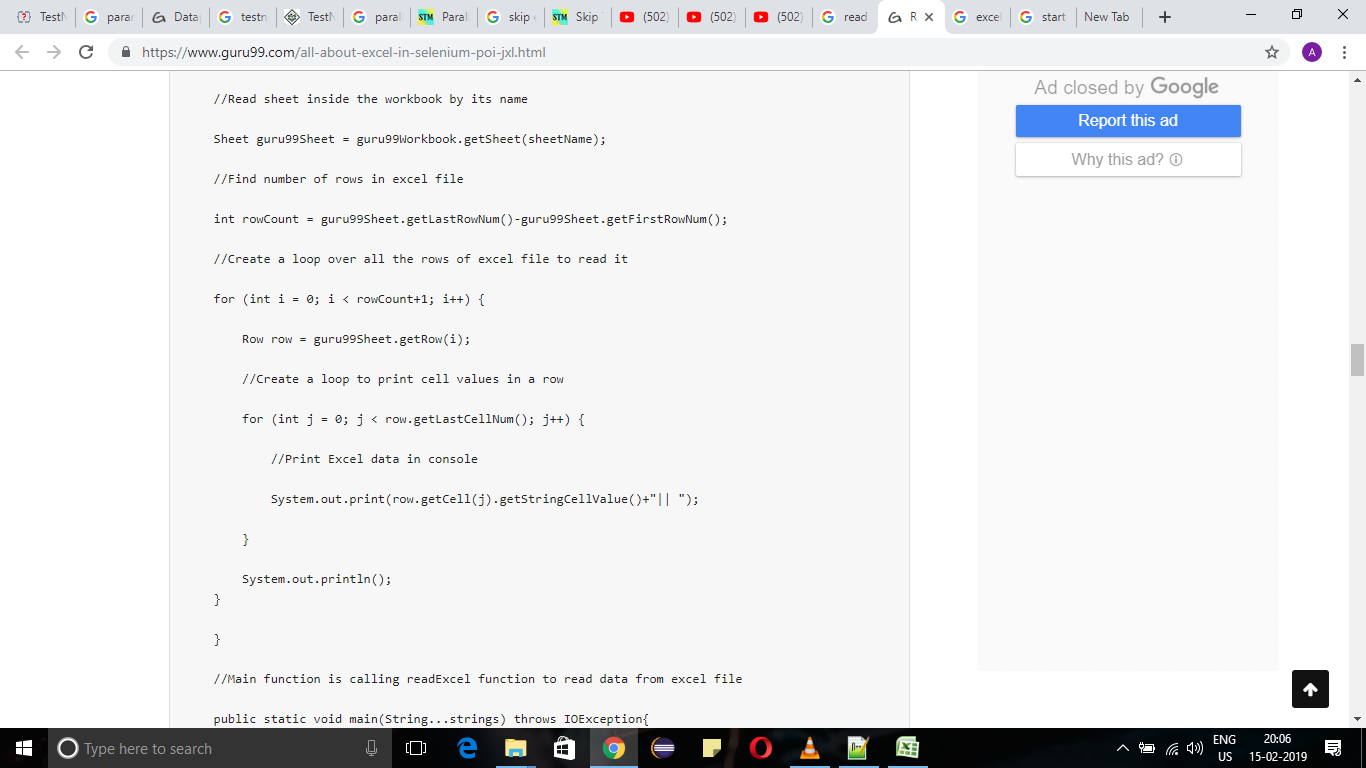 TestN
paran
Data
testn
TestN
paral
STM Paral
skip
STM Skip
(502)
(502)
(502)
read
R
excel
start
New Tab
https://www.guru99.com/all-about-excel-in-selenium-poi-jxl.html
A
//Read sheet inside the workbook by its name
Sheet guru99Sheet = guru99Workbook.getSheet(sheetName);
//Find number of rows in excel file
int rowCount = guru99Sheet.getLastRowNum()-guru99Sheet.getFirstRowNum();
//Create a loop over all the rows of excel file to read it
for (int i = 0; i < rowCount+1; i++) {
Row row = guru99Sheet.getRow(i);
//Create a loop to print cell values in a row
for (int j = 0; j < row.getLastCellNum(); j++) {
//Print Excel data in console
System.out.print(row.getCell(j).getStringCellValue()+"|| ");
}
System.out.println();
}
}
//Main function is calling readExcel function to read data from excel file
public static void main(String...strings) throws IOException{
Ad closed by Google
Report this ad
Why this ad?
Type here to search
ENG
US
20:06
15-02-2019